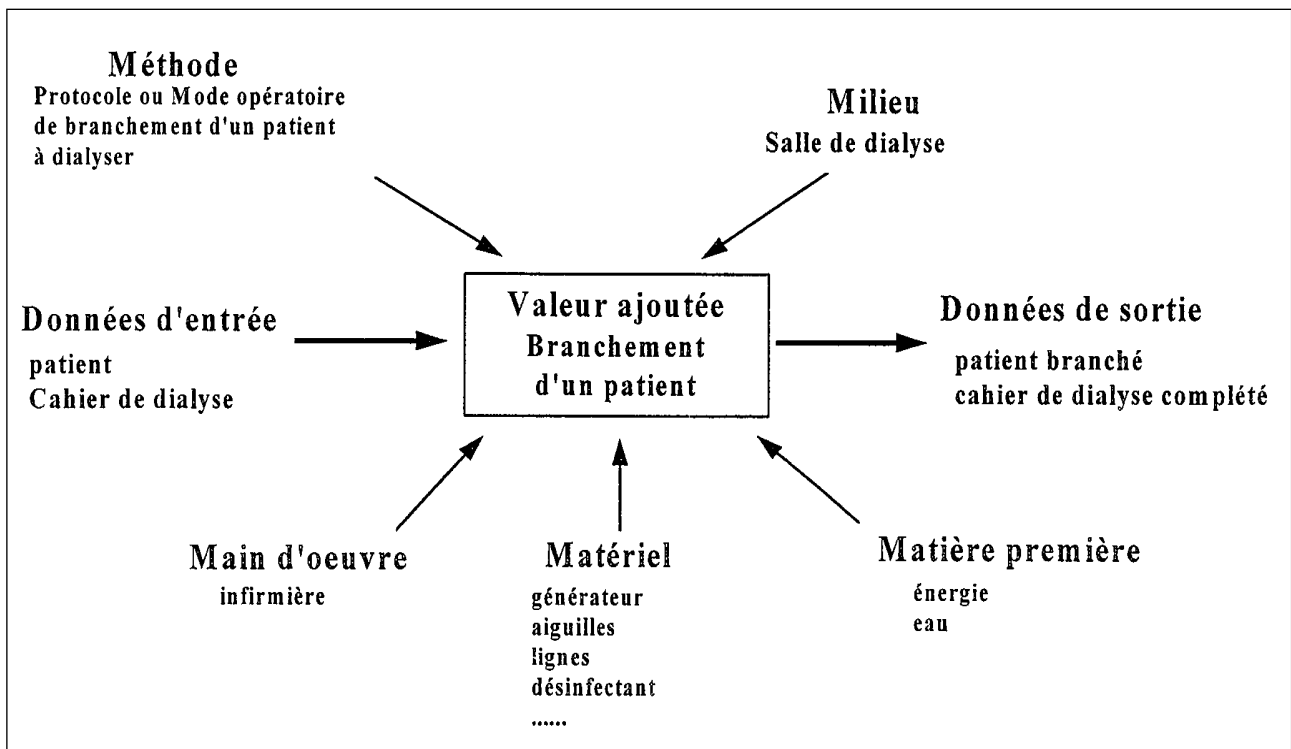 Méthode
Protocole ou Mode opératoire
de branchement d'un patient
à dialyser
Milieu
Salle de dialyse
Données d'entrée
patient
Cahier de dialyse
Valeur ajoutée
Branchement
d'un patient
Données de sortie
patient branché
cahier de dialyse complété
Main d'oeuvre
infirmière
Matériel
générateur
aiguilles
lignes
désinfectant
......
Matière première
énergie
eau